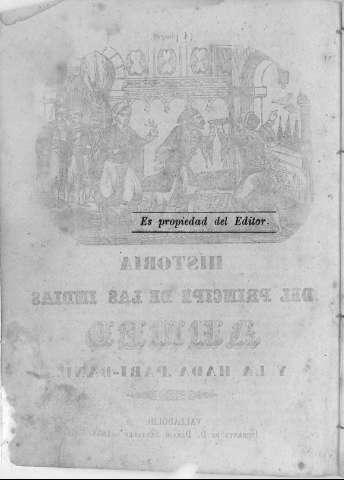 Es propiedad del Editor.
HISTORIA
DEL PRINCIPE DE LAS INDIAS
AHMED
Y LA HADA PARI-BANU.
VALLADOLID